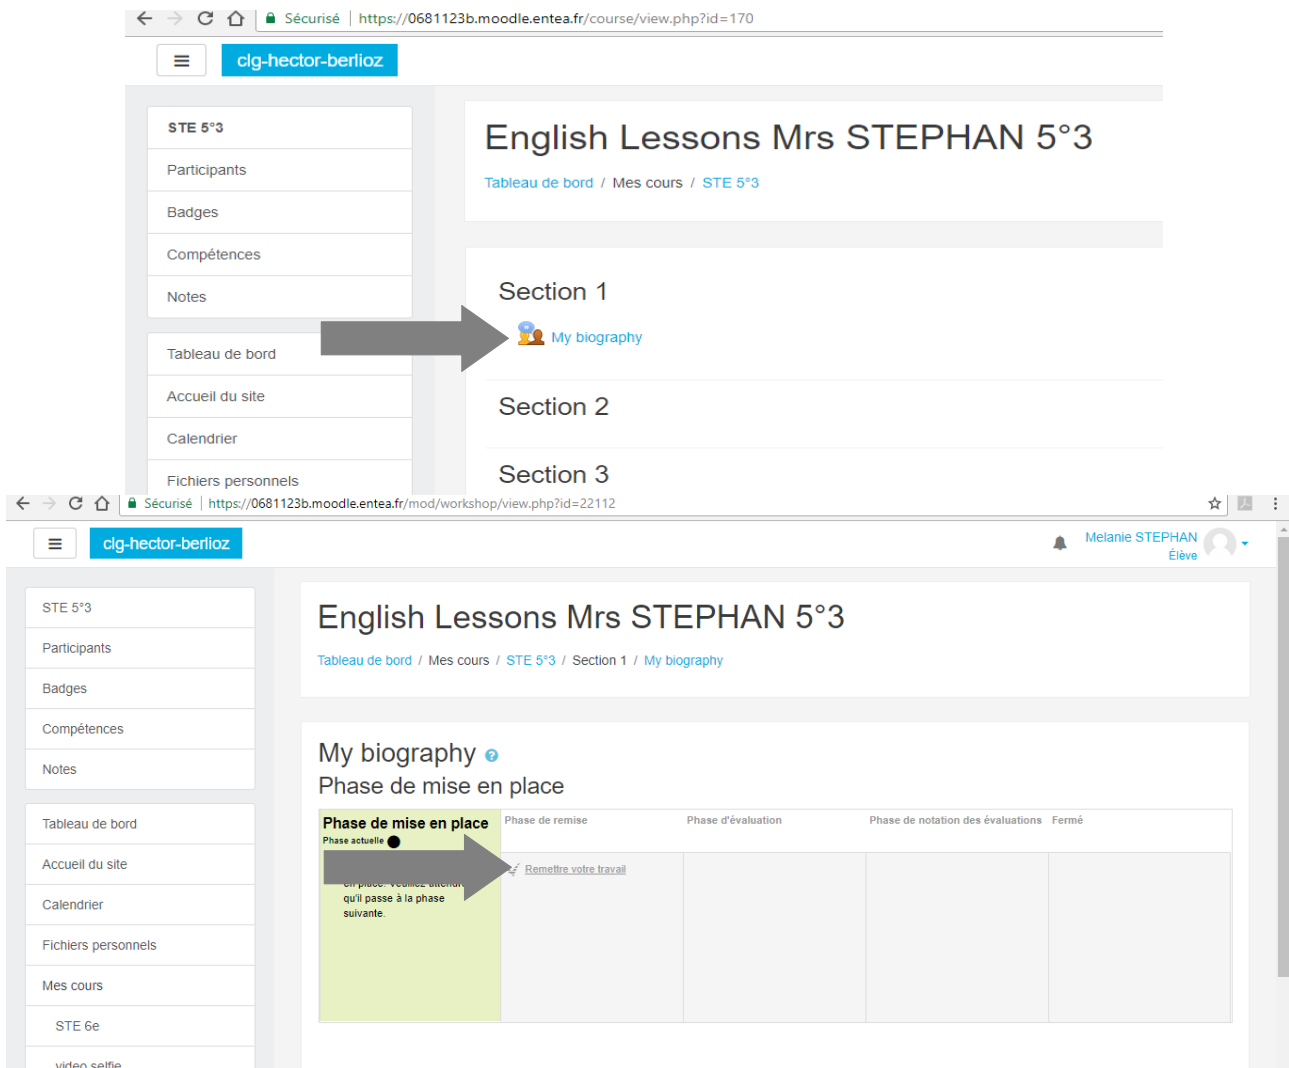 Sécurisé | https://0681123b.moodle.entea.fr/course/view.php?id=170
clg-hector-berlioz
STE 5°3
Participants
Badges
Compétences
Notes
Tableau de bord
Accueil du site
Calendrier
Fichiers personnels
English Lessons Mrs STEPHAN 5°3
Tableau de bord / Mes cours / STE 5°3
Section 1
My biography
Section 2
Section 3
Sécurisé | https://0681123b.moodle.entea.fr/mod/workshop/view.php?id=22112
clg-hector-berlioz
Melanie STEPHAN
Élève
STE 5°3
Participants
Badges
Compétences
Notes
Tableau de bord
Accueil du site
Calendrier
Fichiers personnels
Mes cours
STE 6e
video selfie
English Lessons Mrs STEPHAN 5°3
Tableau de bord / Mes cours / STE 5°3 / Section 1 / My biography
My biography
Phase de mise en place
Phase de mise en place
Phase actuelle
en place. Veuillez attendre
qu'il passe à la phase
suivante.
Phase de remise
Remettre votre travail
Phase d'évaluation
Phase de notation des évaluations
Fermé